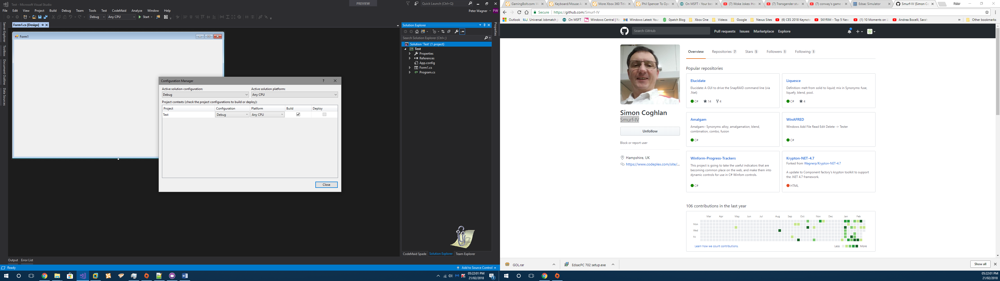 Test - Microsoft Visual Studio
PREVIEW
Quick Launch (Ctrl+Q)
File Edit View Project Build Debug Team Tools Test CodeMaid Analyze Window Help
Peter Wagner PW
Debug Any CPU Start
Server Explorer
Toolbox
Document Outline
Data Sources
Form1.cs [Design]
Form1
Configuration Manager
?
Active solution configuration: Active solution platform:
Debug Any CPU
Project contexts (check the project configurations to build or deploy):
Project Configuration Platform Build Deploy
Test Debug Any CPU
Close
Solution Explorer
Properties
Search Solution Explorer (Ctrl+;)
Solution 'Test' (1 project)
Test
Properties
References
App.config
Form1.cs
Program.cs
CodeMaid Spade Solution Explorer Team Explorer
Output Error List
Ready
Add to Source Control
05:22:01 PM
21/02/2018
3
GamingBolt.com: Vi
Keyboard/Mouse A
More Xbox 360 Title
Phil Spencer To Ope
On MSFT - Your bes
(7) Woke Jokes: Ho
(7) Transgender stu
(7) conway's game
Edsac Simulator
Smurf-IV (Simon Co
Peter
Secure https://github.com/Smurf-IV
Outlook
Universal Jobmatch j
On MSFT
Windows Central | N
Windows Latest: You
0patch Blog
Xbox One
Videos
Google
Nexus Sites
(6) CES 2018 Keynote
SKYRIM - Top 5 New
(1) 10 Moments on L
Andrea Bocelli, Sarah
Other bookmarks
Search GitHub
Pull requests Issues Marketplace Explore
Overview Repositories 7 Stars 5 Followers 1 Following 1
Simon Coghlan
Smurf-IV
Unfollow
Block or report user
Hampshire, UK
https://www.codeplex.com/site/...
Popular repositories
Elucidate
Elucidate: A GUI to drive the SnapRAID command line (via
.Net)
C# 14 4
Liquesce
Definition: melt from solid to liquid; mix in Synonyms: fuse,
liquefy, blend, pool.
C# 4
Amalgam
Amalgam:- Synonyms: alloy, amalgamation, blend,
combination, combo, fusion
C#
WinAFRED
Windows Add File Read Edit Delete -> Tester
C#
Winform-Progress-Trackers
This project is going to take the useful indicators that are
becoming common place on the web, and make them into
dynamic controls for use in C# Winfom controls.
C#
Krypton-NET-4.7
Forked from Wagnerp/Krypton-NET-4.7
A update to Component factory's krypton toolkit to support
the .NET 4.7 framework.
HTML
106 contributions in the last year
Mar Apr May Jun Jul Aug Sep Oct Nov Dec Jan Feb
Mon
Wed
Fri
Learn how we count contributions.
Less More
GOL.rar
EdsacPC 702 setup.exe
Show all
05:22:01 PM
21/02/2018